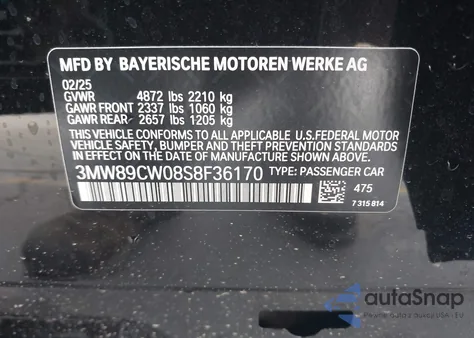 MFD BY BAYERISCHE MOTOREN WERKE AG
02/25
GVWR 4872 lbs 2210 kg
GAWR FRONT 2337 lbs 1060 kg
GAWR REAR 2657 lbs 1205 kg
THIS VEHICLE CONFORMS TO ALL APPLICABLE U.S.FEDERAL MOTOR
VEHICLE SAFETY, BUMPER AND THEFT PREVENTION STANDARDS
IN EFFECT ON THE DATE OF MANUFACTURE SHOWN ABOVE.
3MW89CW08S8F36170 TYPE: PASSENGER CAR
475
7 315 814
autoSnap